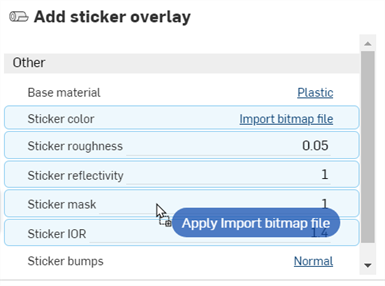 Add sticker overlay
Other
Base material Plastic
Sticker color Import bitmap file
Sticker roughness 0.05
Sticker reflectivity 1
Sticker mask 1
Apply Import bitmap file
Sticker IOR 1.4
Sticker bumps Normal